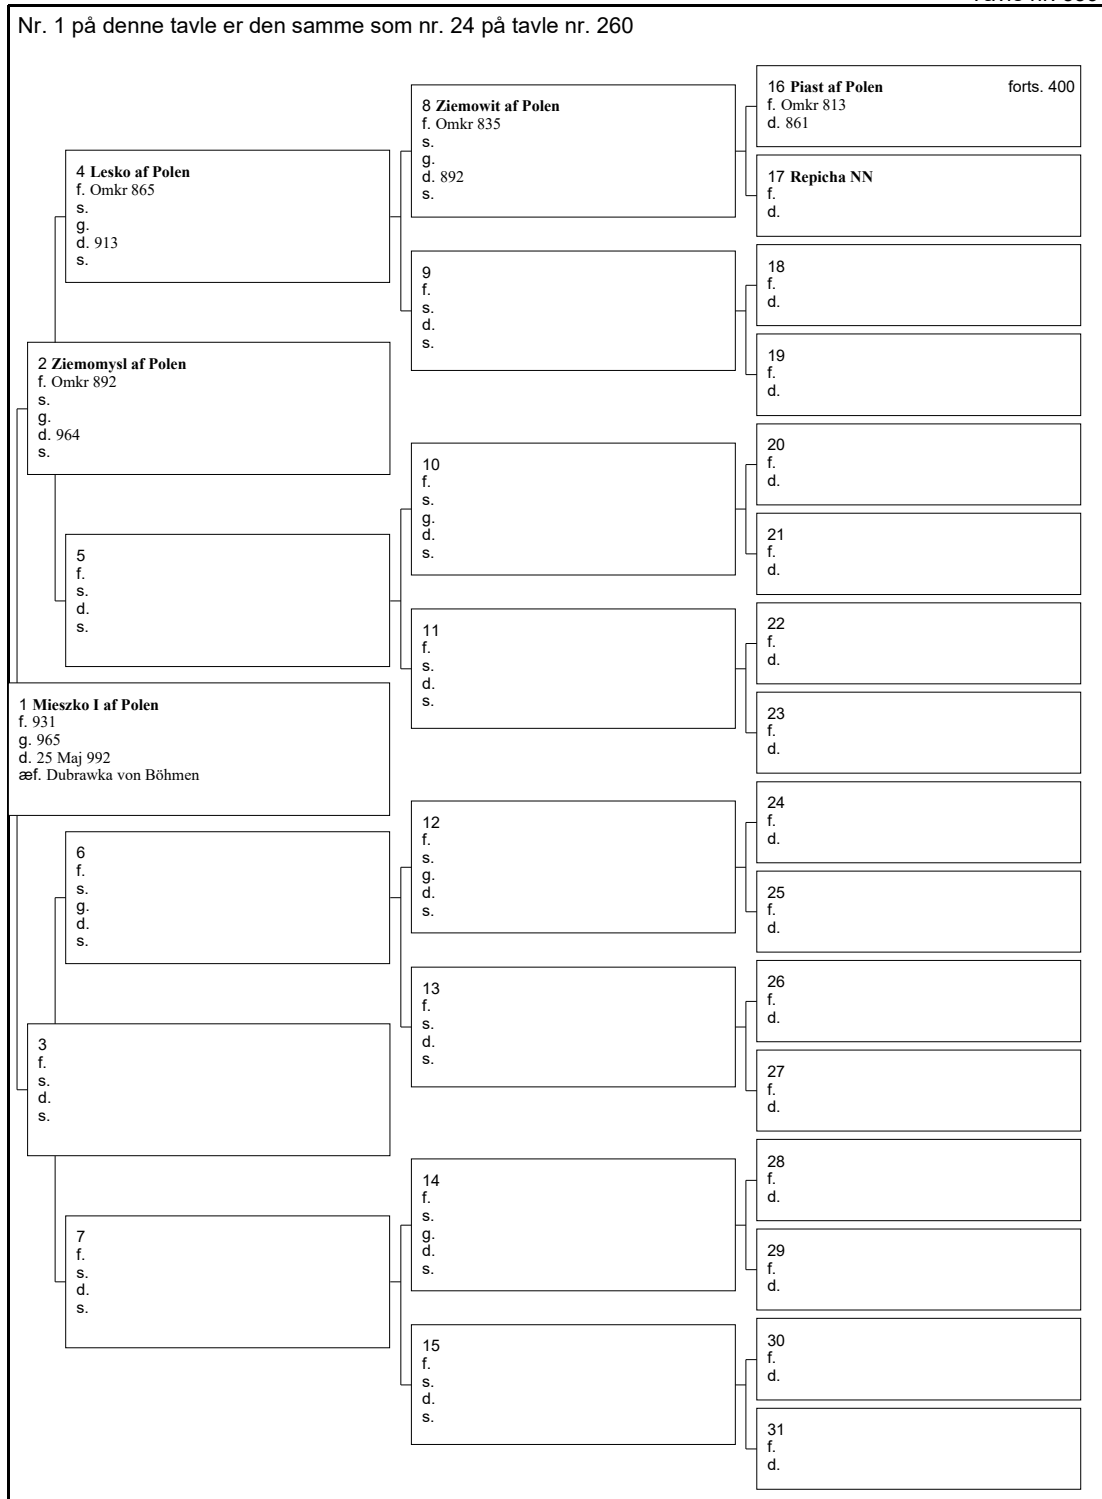 Nr. 1 på denne tavle er den samme som nr. 24 på tavle nr. 260
16 Piast af Polen forts. 400
f. Omkr 813
d. 861
8 Ziemowit af Polen
f. Omkr 835
s.
g.
d. 892
s.
17 Repicha NN
f.
d.
4 Lesko af Polen
f. Omkr 865
s.
g.
d. 913
s.
18
f.
d.
9
f.
s.
d.
s.
19
f.
d.
2 Ziemomysl af Polen
f. Omkr 892
s.
g.
d. 964
s.
20
f.
d.
10
f.
s.
g.
d.
s.
21
f.
d.
5
f.
s.
d.
s.
22
f.
d.
11
f.
s.
d.
s.
23
f.
d.
1 Mieszko I af Polen
f. 931
g. 965
d. 25 Maj 992
æf. Dubrawka von Böhmen
24
f.
d.
12
f.
s.
g.
d.
s.
25
f.
d.
6
f.
s.
g.
d.
s.
26
f.
d.
13
f.
s.
d.
s.
27
f.
d.
3
f.
s.
d.
s.
28
f.
d.
14
f.
s.
g.
d.
s.
29
f.
d.
7
f.
s.
d.
s.
30
f.
d.
15
f.
s.
d.
s.
31
f.
d.